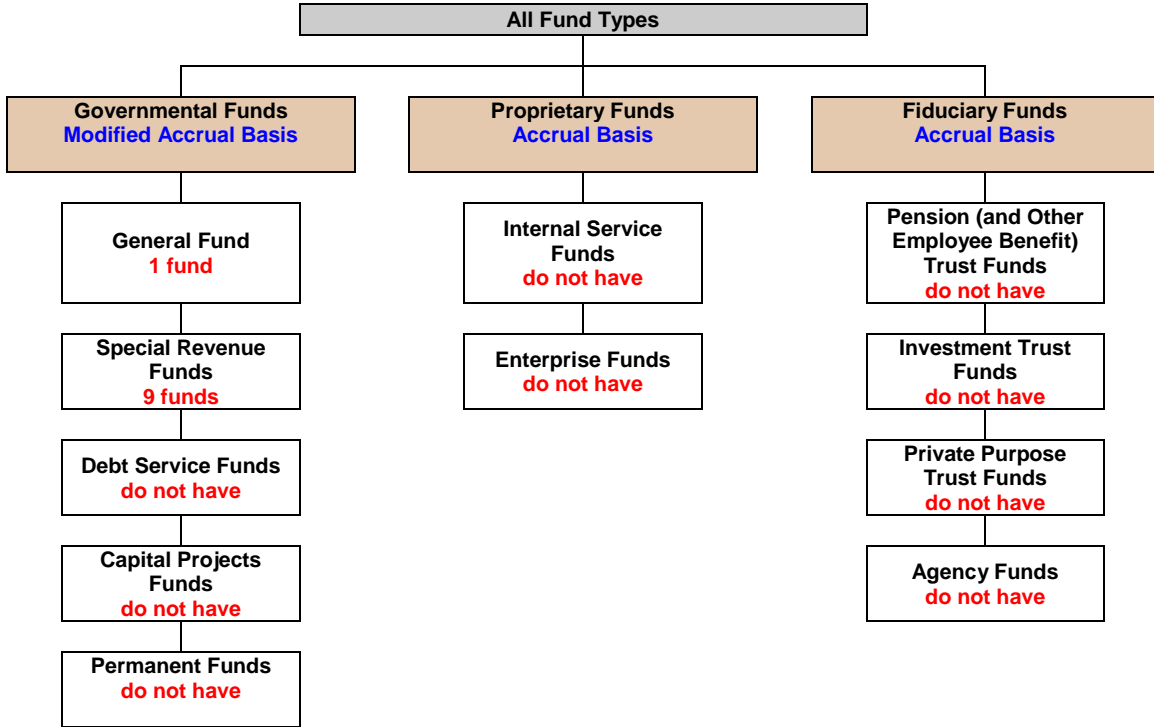 All Fund Types
Governmental Funds
Modified Accrual Basis
Proprietary Funds
Accrual Basis
Fiduciary Funds
Accrual Basis
General Fund
1 fund
Special Revenue
Funds
9 funds
Debt Service Funds
do not have
Capital Projects
Funds
do not have
Permanent Funds
do not have
Internal Service
Funds
do not have
Enterprise Funds
do not have
Pension (and Other
Employee Benefit)
Trust Funds
do not have
Investment Trust
Funds
do not have
Private Purpose
Trust Funds
do not have
Agency Funds
do not have